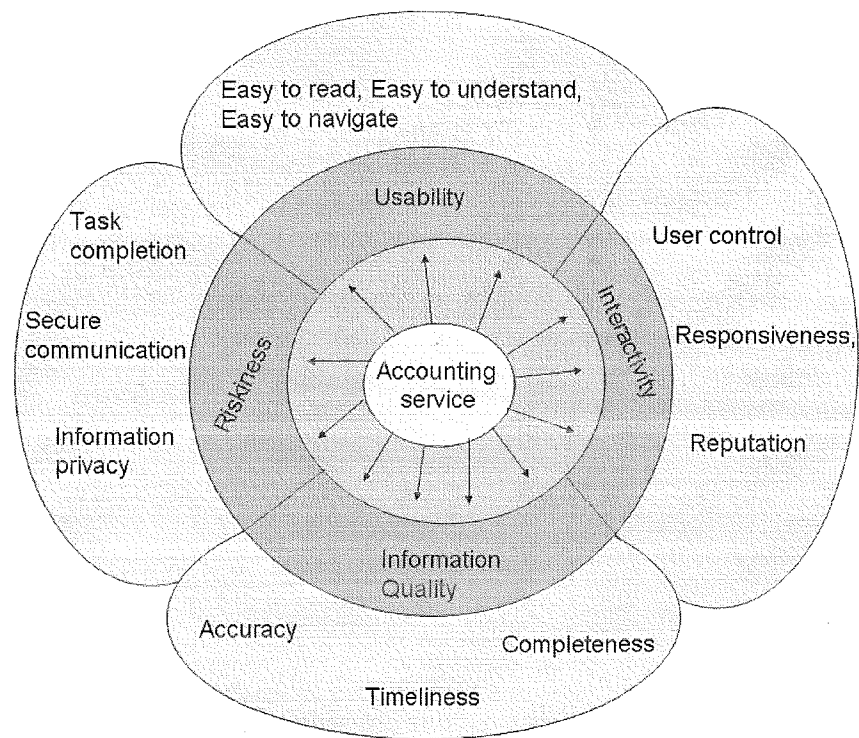 Easy to read, Easy to understand,
Easy to navigate
Usability
Task
completion
User control
Secure
communication
Riskiness
Accounting
service
Interactivity
Responsiveness,
Information
privacy
Reputation
Information
Quality
Accuracy
Completeness
Timeliness